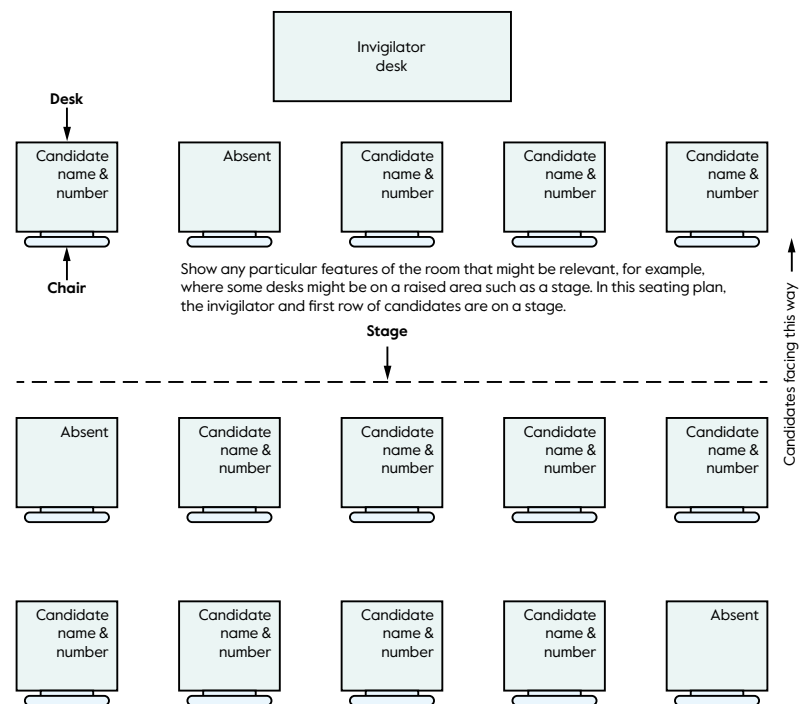 Invigilator
desk
Desk
Candidate
name &
number
Absent
Candidate
name &
number
Candidate
name &
number
Candidate
name &
number
Chair
Show any particular features of the room that might be relevant, for example,
where some desks might be on a raised area such as a stage. In this seating plan,
the invigilator and first row of candidates are on a stage.
Stage
Candidates facing this way
Absent
Candidate
name &
number
Candidate
name &
number
Candidate
name &
number
Candidate
name &
number
Candidate
name &
number
Candidate
name &
number
Candidate
name &
number
Candidate
name &
number
Absent